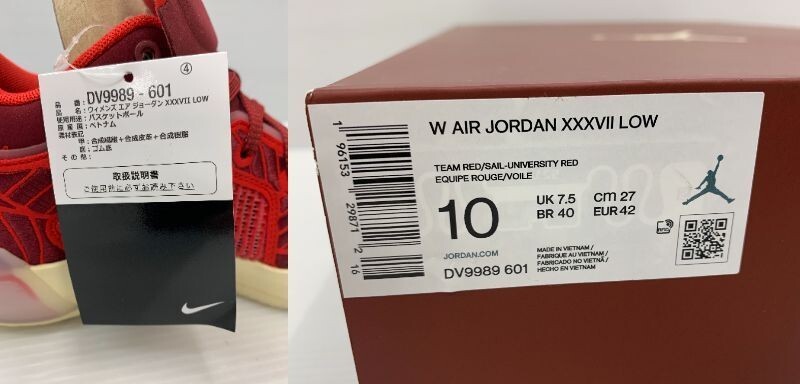 ④
品 番: DV9989 - 601
品 名: ウィメンズ エア ジョーダン XXXVII LOW
使用用途: バスケットボール
原 産 国: ベトナム
素材表記
甲: 合成繊維+合成皮革+合成樹脂
底: ゴム底
その他:
取扱説明書
ご使用前に必ずお読み下さい
W AIR JORDAN XXXVII LOW
TEAM RED/SAIL-UNIVERSITY RED
EQUIPE ROUGE/VOILE
10
UK 7.5
CM 27
BR 40
EUR 42
JORDAN.COM
DV9989 601
MADE IN VIETNAM /
FABRIQUE AU VIETNAM /
FABRICADO NO VIETNÃ /
HECHO EN VIETNAM
1 96153 29871 2 16